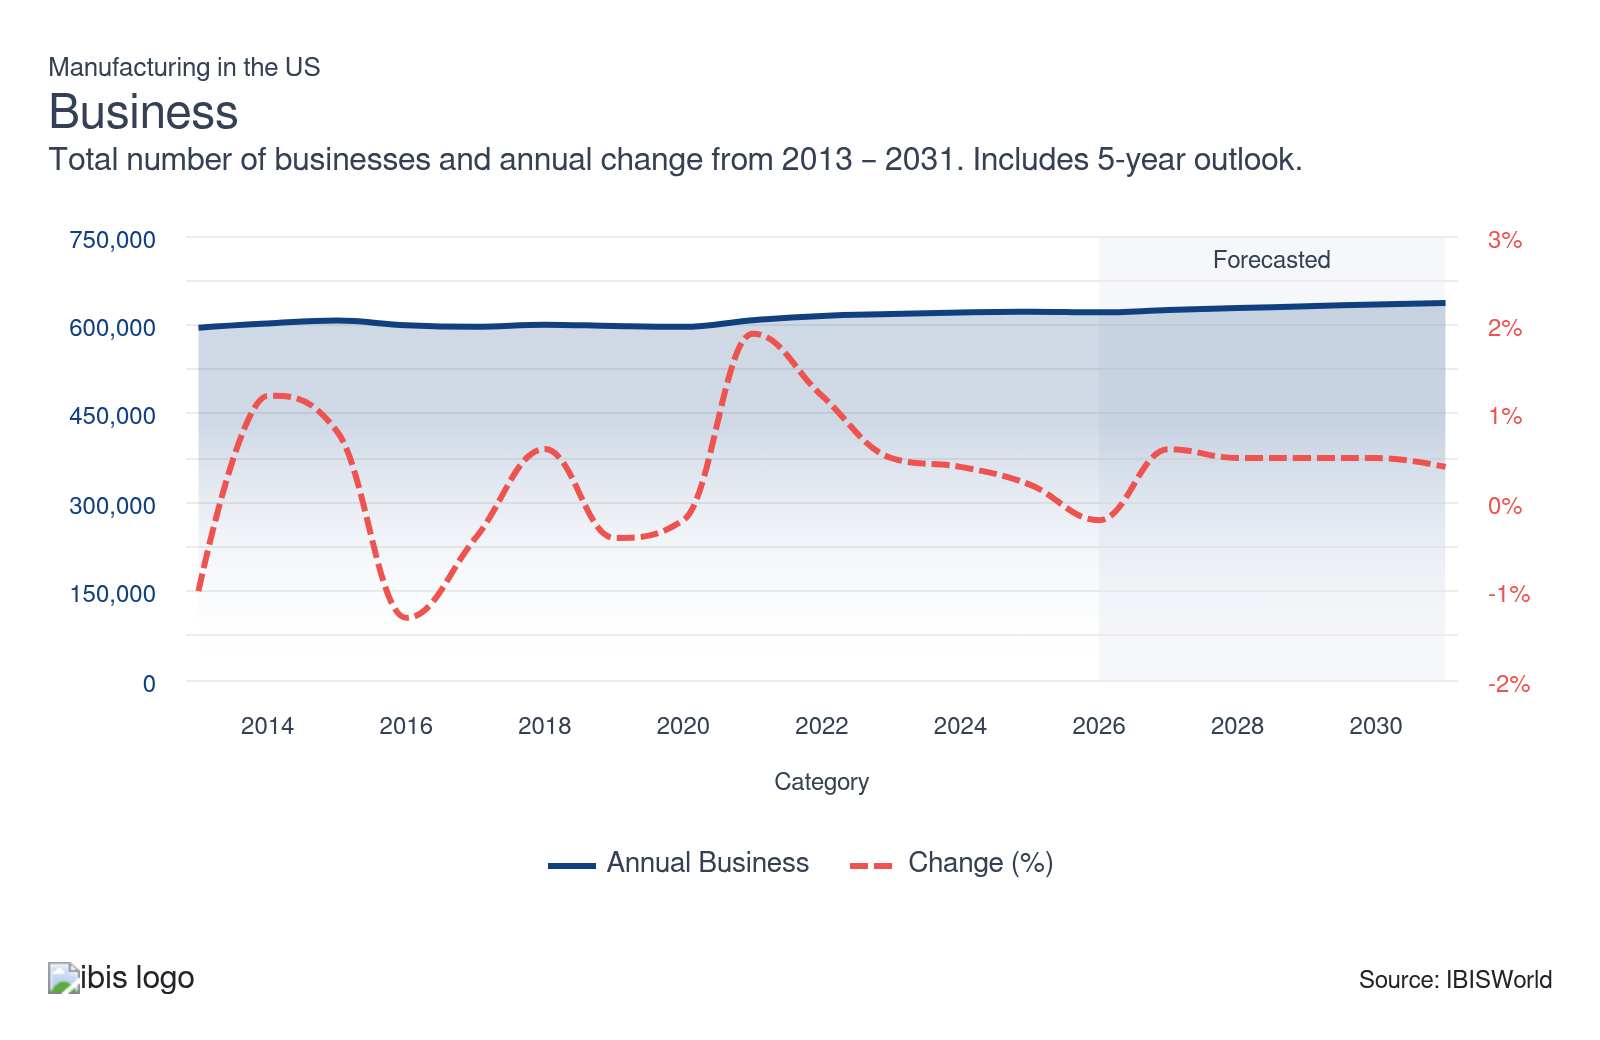 Manufacturing in the US
Business
Total number of businesses and annual change from 2013 – 2031. Includes 5-year outlook.
750,000
600,000
450,000
300,000
150,000
0
3%
2%
1%
0%
-1%
-2%
Forecasted
2014 2016 2018 2020 2022 2024 2026 2028 2030
Category
Annual Business Change (%)
ibis logo
Source: IBISWorld